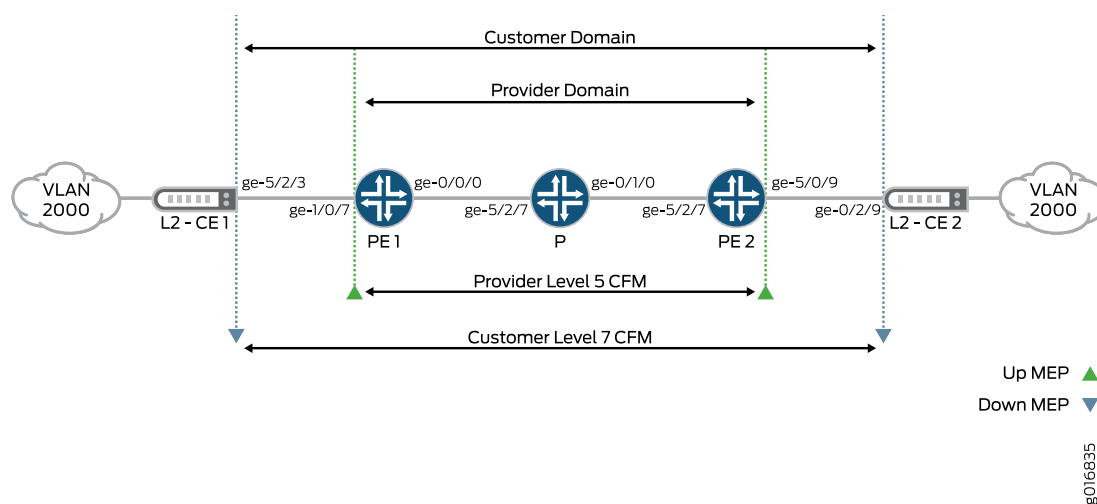 Customer Domain
Provider Domain
VLAN
2000
ge-5/2/3
ge-1/0/7
ge-0/0/0
ge-5/2/7
ge-0/1/0
ge-5/2/7
ge-5/0/9
ge-0/2/9
VLAN
2000
L2 - CE 1
PE 1
P
PE 2
L2 - CE 2
Provider Level 5 CFM
Customer Level 7 CFM
Up MEP
Down MEP
g016835